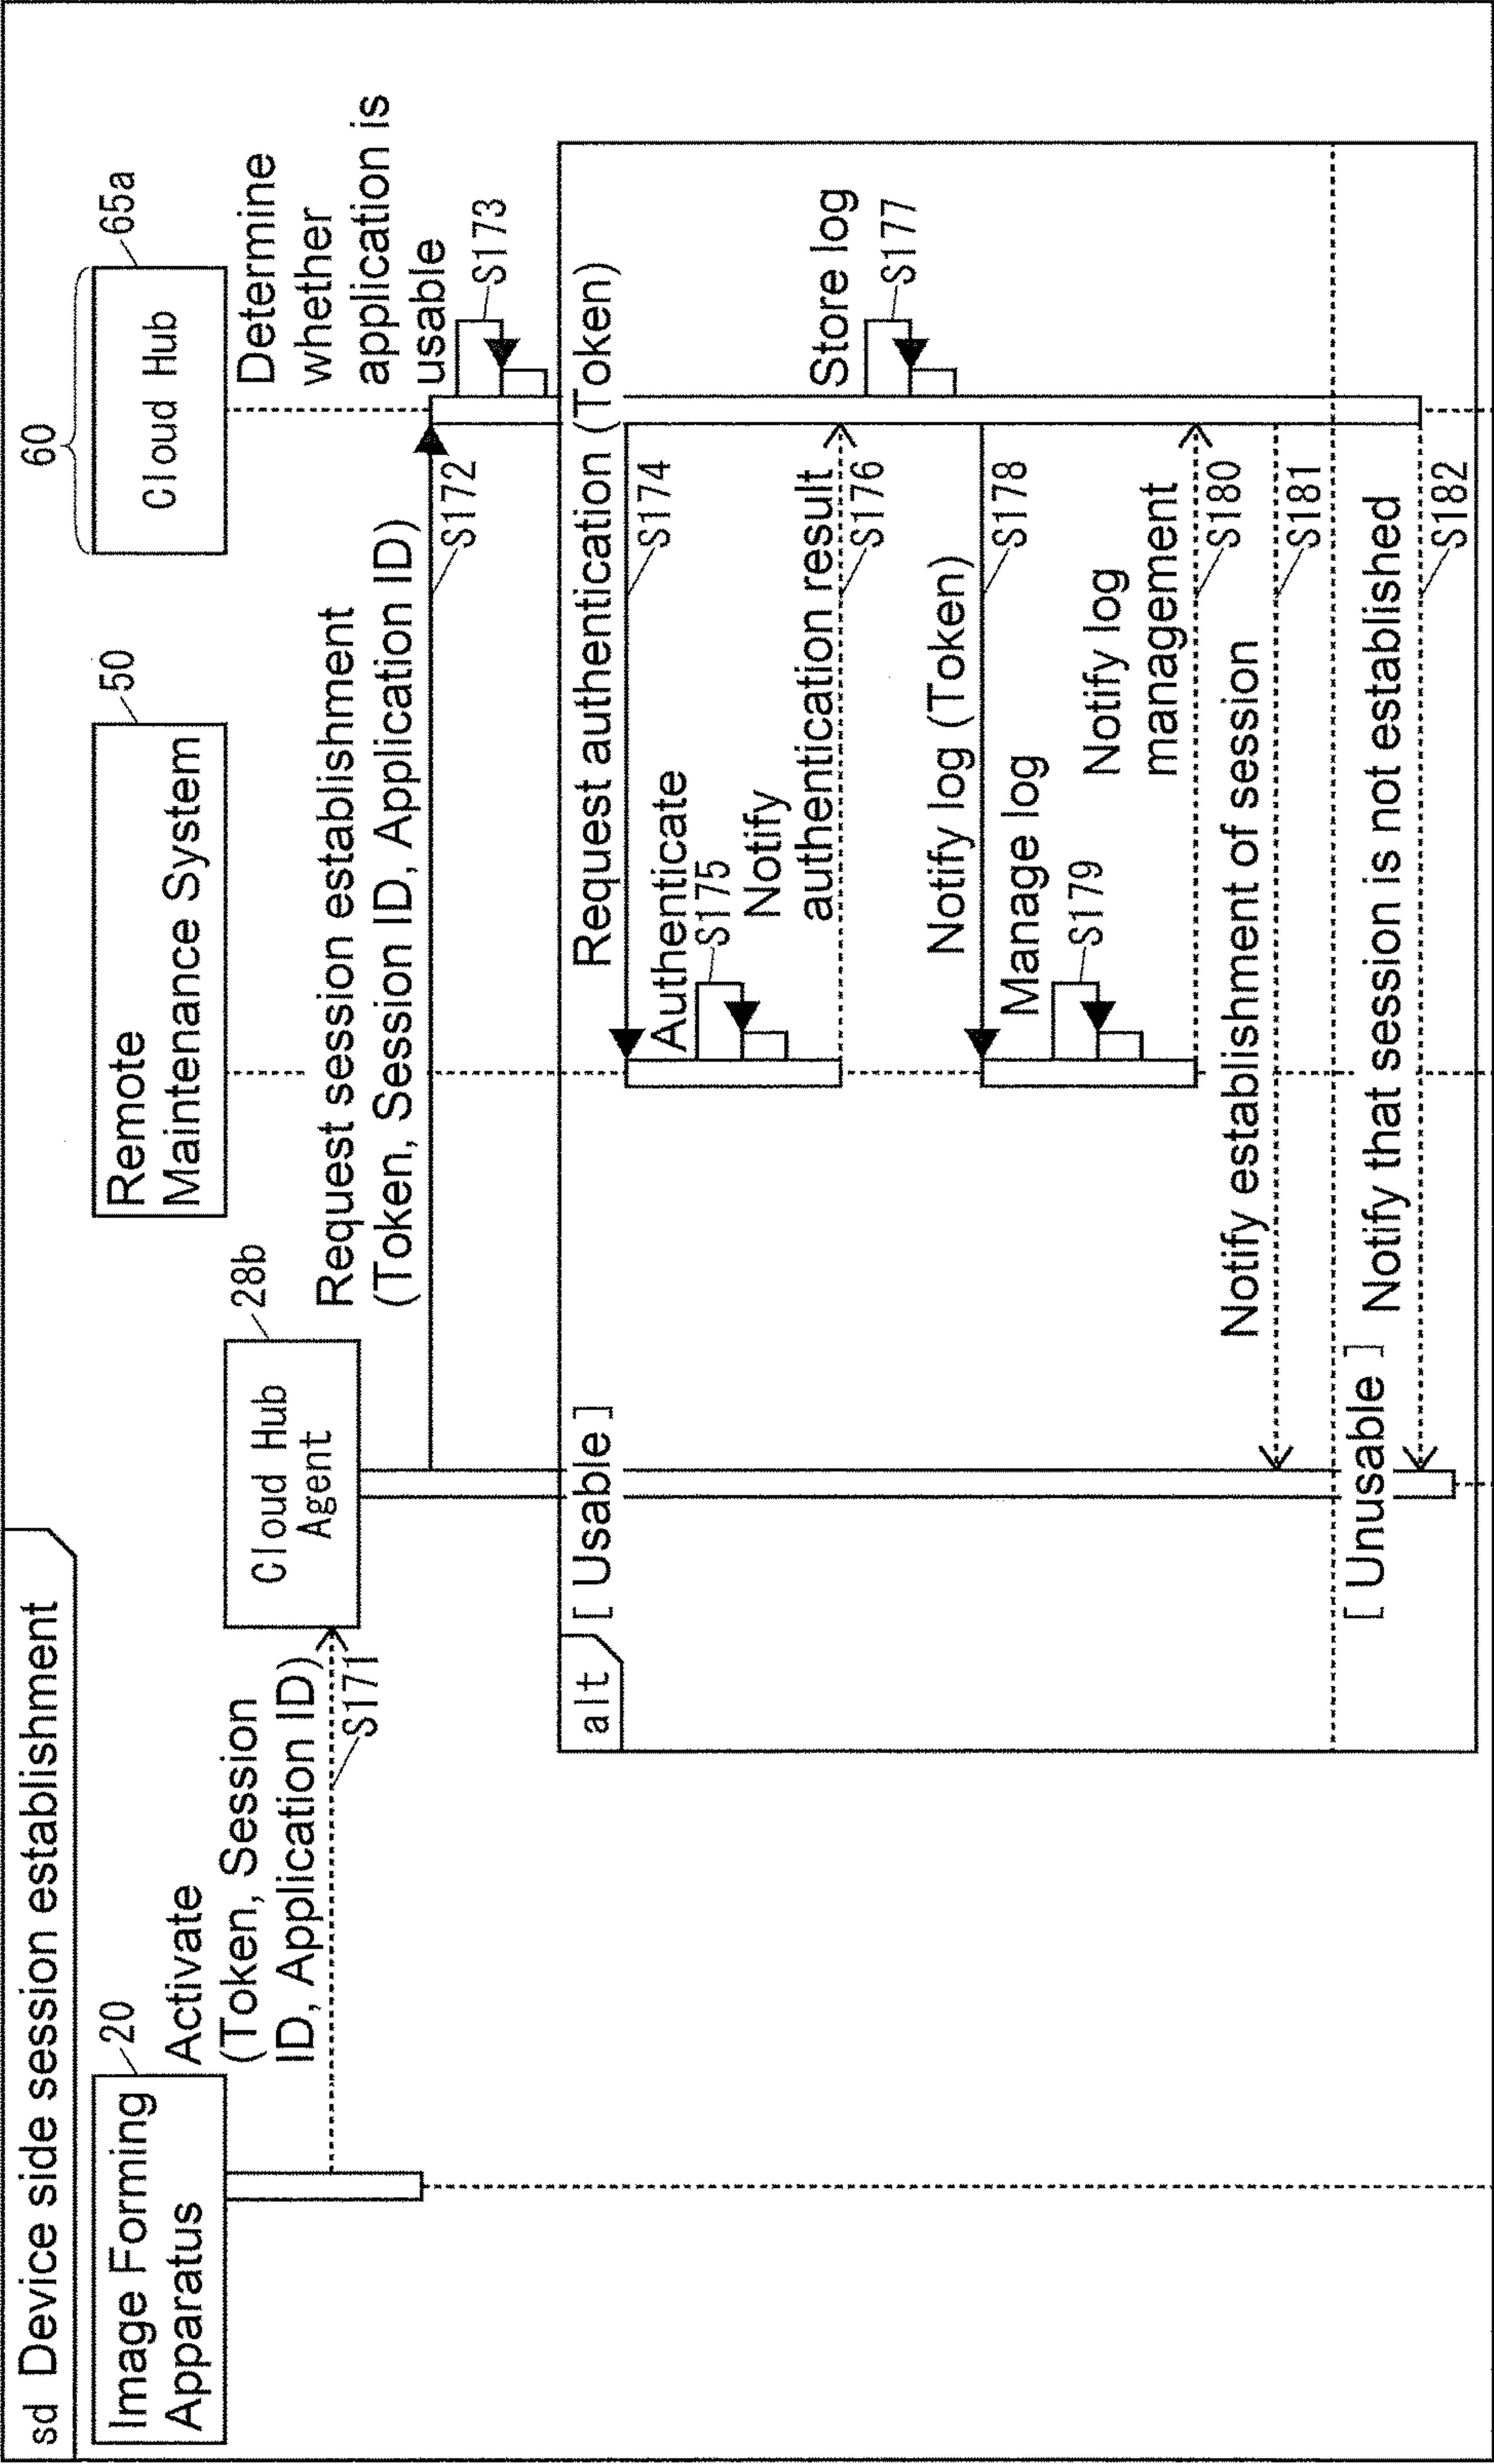 sd Device side session establishment
Image Forming
Apparatus
20
Activate
(Token, Session
ID, Application ID)
S171
Cloud Hub
Agent
28b
Remote
Maintenance System
50
60
Cloud Hub
65a
Request session establishment
(Token, Session ID, Application ID)
S172
Determine
whether
application is
usable
S173
alt
[ Usable ]
Request authentication (Token)
S174
Authenticate
S175
Notify
authentication result
S176
Store log
S177
Notify log (Token)
S178
Manage log
S179
Notify log
management
S180
Notify establishment of session
S181
[ Unusable ]
Notify that session is not established
S182